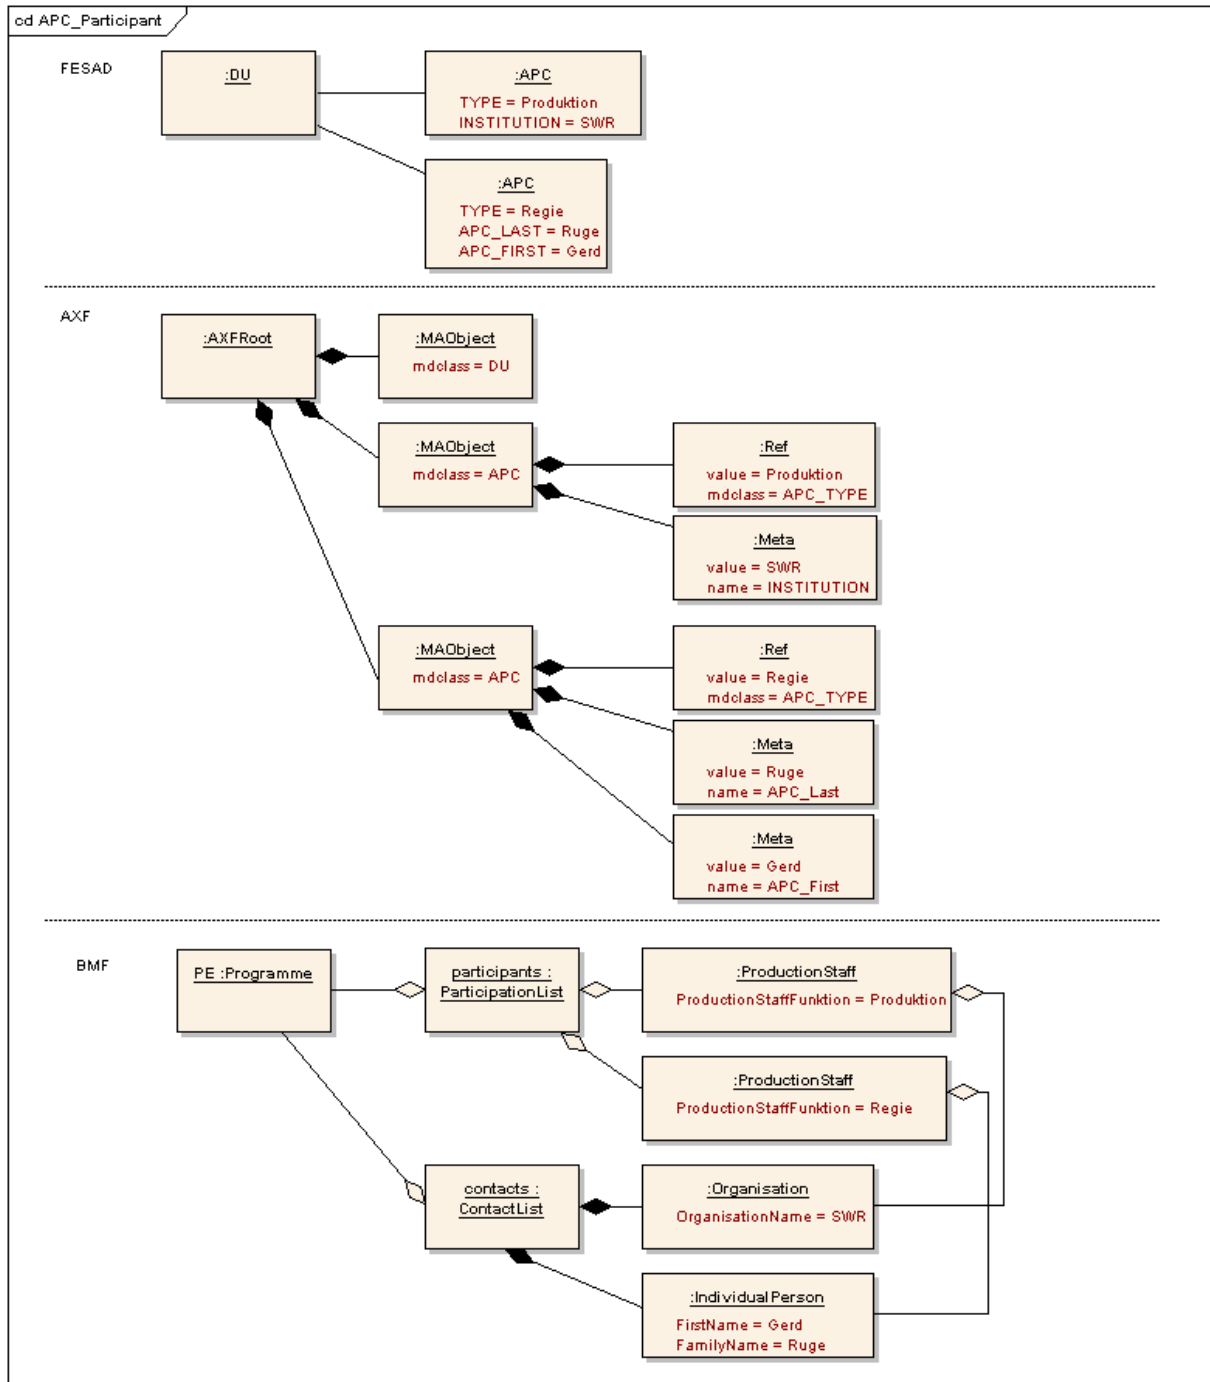 cd APC_Participant
FESAD
:DU
:APC
TYPE = Produktion
INSTITUTION = SWR
:APC
TYPE = Regie
APC_LAST = Ruge
APC_FIRST = Gerd
AXF
:AXFRoot
:MAObject
mdclass = DU
:MAObject
mdclass = APC
:Ref
value = Produktion
mdclass = APC_TYPE
:Meta
value = SWR
name = INSTITUTION
:MAObject
mdclass = APC
:Ref
value = Regie
mdclass = APC_TYPE
:Meta
value = Ruge
name = APC_Last
:Meta
value = Gerd
name = APC_First
BMF
PE :Programme
participants :
ParticipationList
:ProductionStaff
ProductionStaffFunktion = Produktion
:ProductionStaff
ProductionStaffFunktion = Regie
contacts :
ContactList
:Organisation
OrganisationName = SWR
:IndividualPerson
FirstName = Gerd
FamilyName = Ruge